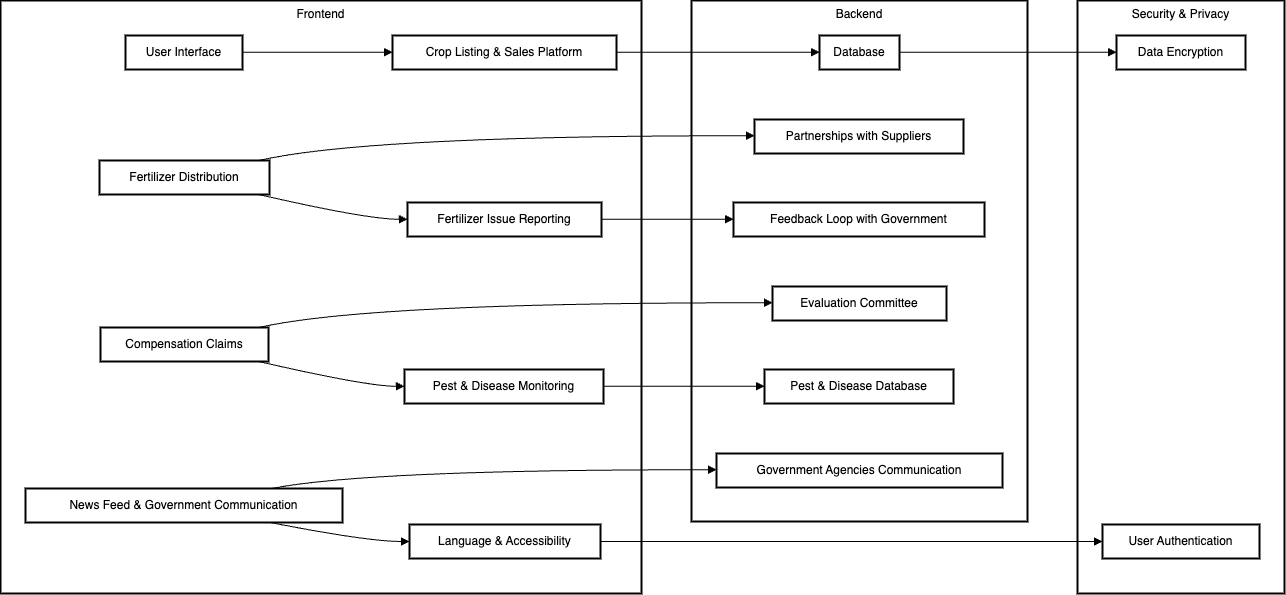 Frontend
Backend
Security & Privacy
User Interface
Crop Listing & Sales Platform
Database
Data Encryption
Partnerships with Suppliers
Fertilizer Distribution
Fertilizer Issue Reporting
Feedback Loop with Government
Evaluation Committee
Compensation Claims
Pest & Disease Monitoring
Pest & Disease Database
Government Agencies Communication
News Feed & Government Communication
Language & Accessibility
User Authentication